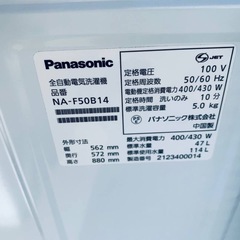 Panasonic
全自動電気洗濯機
品番
NA-F50B14
外形寸法
幅 562 mm
奥行 572 mm
高さ 880 mm
JET
定格電圧 100 V
定格周波数 50/60 Hz
定格消費電力 400/430 W
定格時間 洗いのみ 10 分
標準洗濯容量 5.0 kg
パナソニック株式会社
中国製
最大消費電力 400/430 W
標準水量 47 L
標準使用水量 114 L
製造番号 2123400014